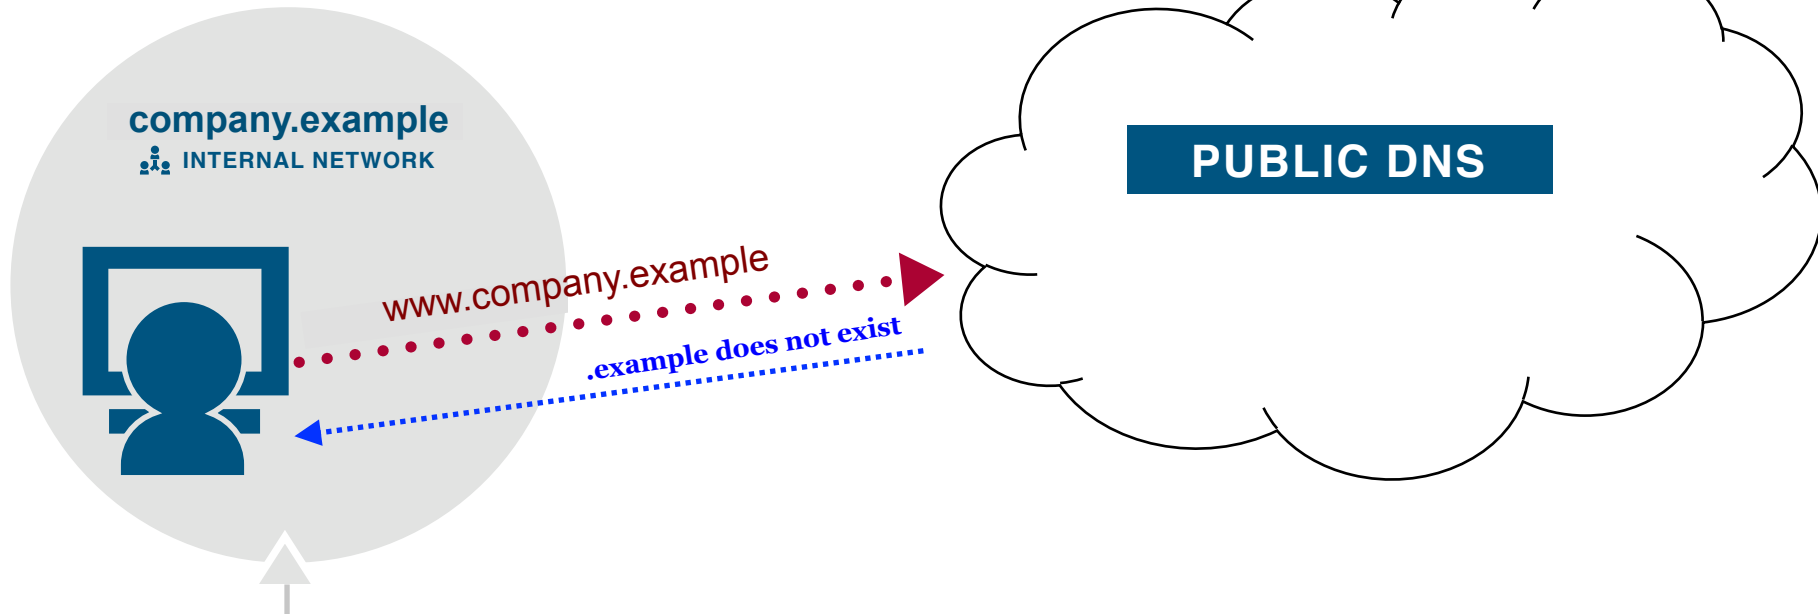 company.example
INTERNAL NETWORK
PUBLIC DNS
www.company.example
.example does not exist